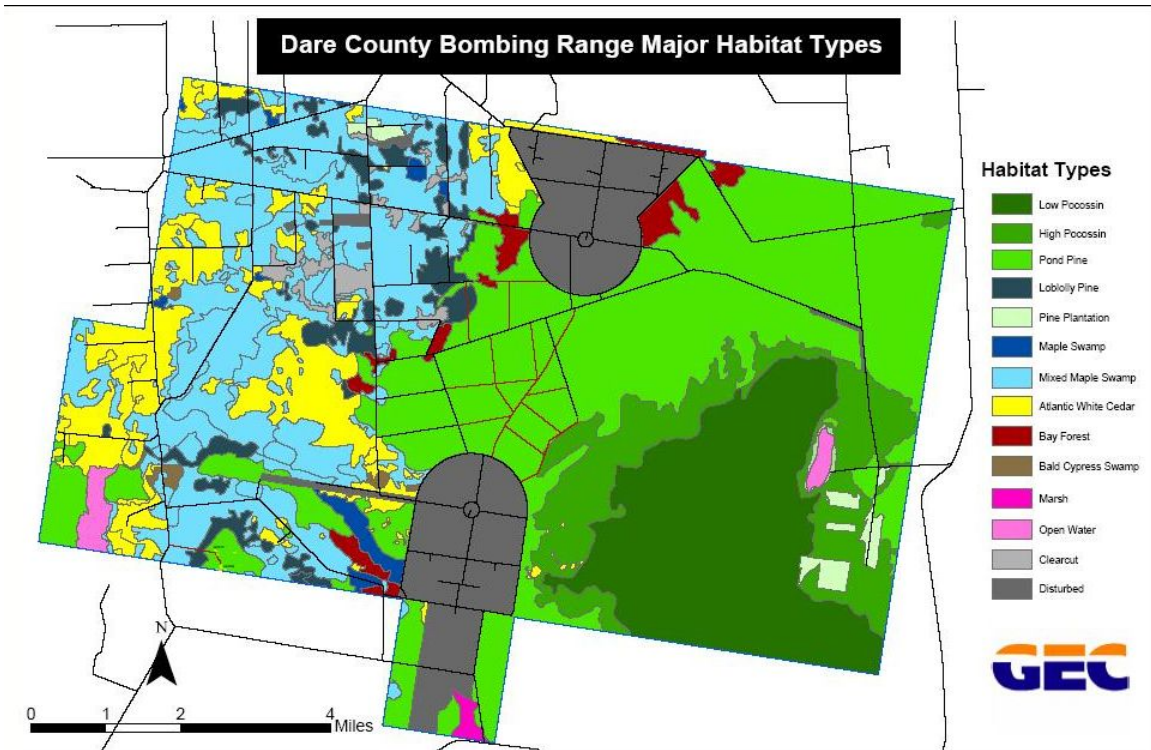 Dare County Bombing Range Major Habitat Types
Habitat Types
Low Pocossin
High Pocossin
Pond Pine
Loblolly Pine
Pine Plantation
Maple Swamp
Mixed Maple Swamp
Atlantic White Cedar
Bay Forest
Bald Cypress Swamp
Marsh
Open Water
Clearcut
Disturbed
N
0 1 2 4
Miles
GEC